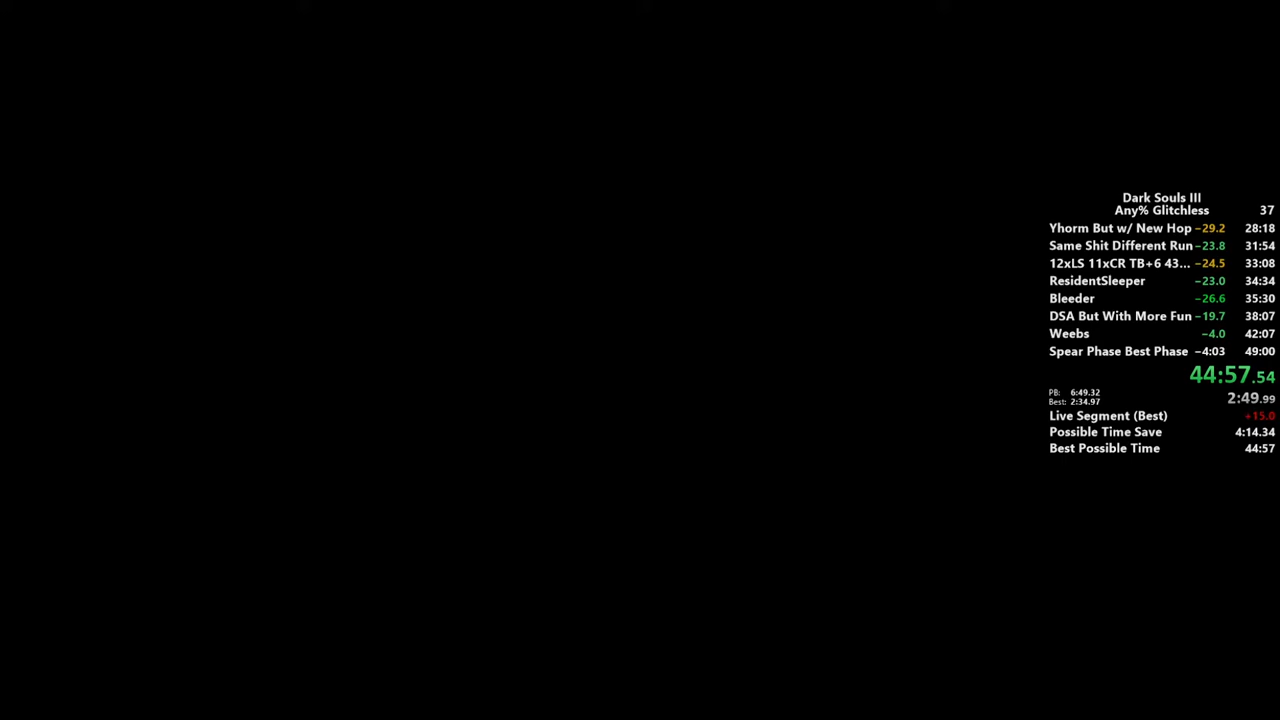 Dark Souls III
Any% Glitchless 37
Yhorm But w/ New Hop −29.2 28:18
Same Shit Different Run −23.8 31:54
12xLS 11xCR TB+6 43... −24.5 33:08
ResidentSleeper −23.0 34:34
Bleeder −26.6 35:30
DSA But With More Fun −19.7 38:07
Weebs −4.0 42:07
Spear Phase Best Phase −4:03 49:00
44:57.54
PB: 6:49.32
Best: 2:34.97 2:49.99
Live Segment (Best) +15.0
Possible Time Save 4:14.34
Best Possible Time 44:57